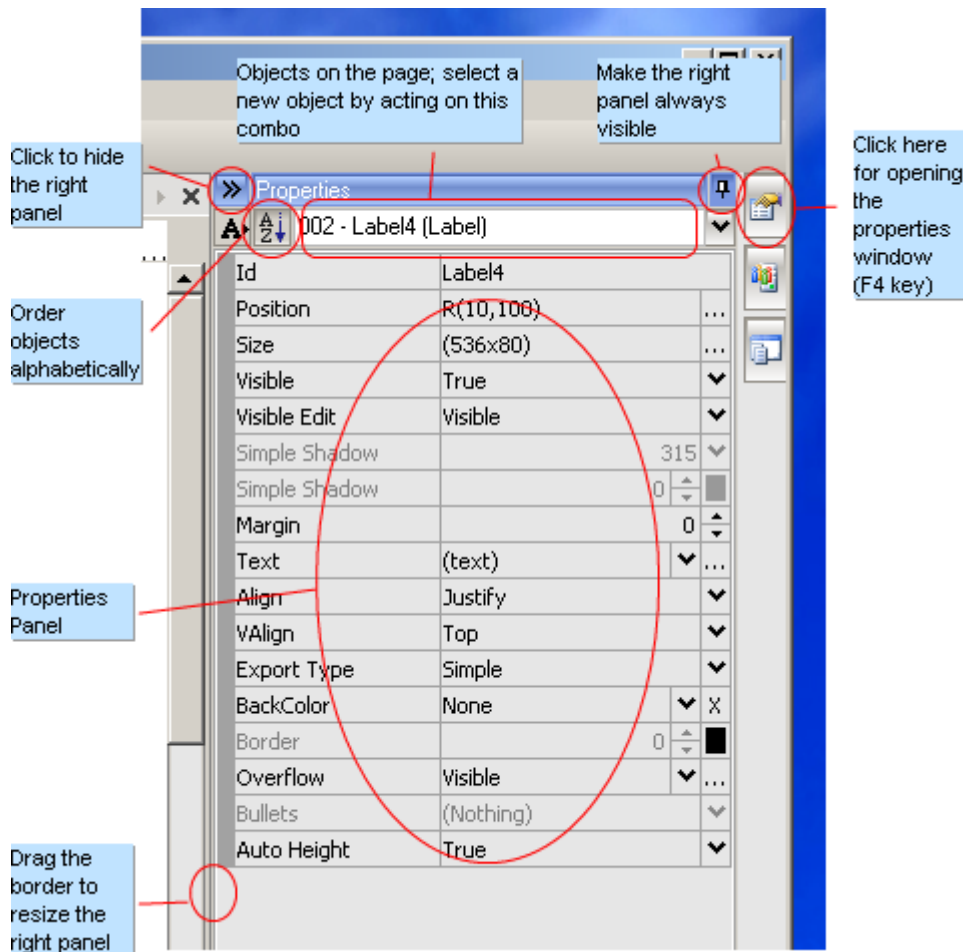 Objects on the page; select a
new object by acting on this
combo
Make the right
panel always
visible
Click to hide
the right
panel
Click here
for opening
the
properties
window
(F4 key)
Properties
002 - Label4 (Label)
Order
objects
alphabetically
Id Label4
Position R(10,100)
Size (536x80)
Visible True
Visible Edit Visible
Simple Shadow 315
Simple Shadow 0
Margin 0
Text (text)
Align Justify
VAlign Top
Export Type Simple
BackColor None X
Border 0
Overflow Visible
Bullets (Nothing)
Auto Height True
Properties
Panel
Drag the
border to
resize the
right panel